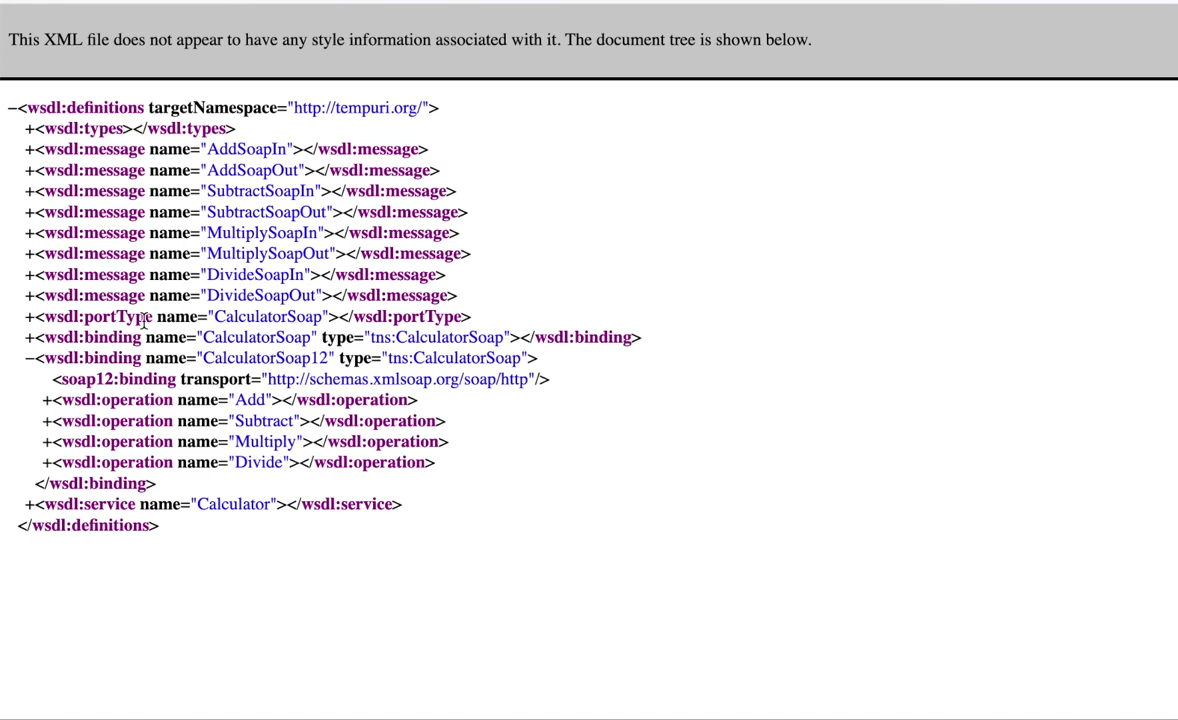 This XML file does not appear to have any style information associated with it. The document tree is shown below.
−<wsdl:definitions targetNamespace="http://tempuri.org/">
+<wsdl:types></wsdl:types>
+<wsdl:message name="AddSoapIn"></wsdl:message>
+<wsdl:message name="AddSoapOut"></wsdl:message>
+<wsdl:message name="SubtractSoapIn"></wsdl:message>
+<wsdl:message name="SubtractSoapOut"></wsdl:message>
+<wsdl:message name="MultiplySoapIn"></wsdl:message>
+<wsdl:message name="MultiplySoapOut"></wsdl:message>
+<wsdl:message name="DivideSoapIn"></wsdl:message>
+<wsdl:message name="DivideSoapOut"></wsdl:message>
+<wsdl:portType name="CalculatorSoap"></wsdl:portType>
+<wsdl:binding name="CalculatorSoap" type="tns:CalculatorSoap"></wsdl:binding>
−<wsdl:binding name="CalculatorSoap12" type="tns:CalculatorSoap">
<soap12:binding transport="http://schemas.xmlsoap.org/soap/http"/>
+<wsdl:operation name="Add"></wsdl:operation>
+<wsdl:operation name="Subtract"></wsdl:operation>
+<wsdl:operation name="Multiply"></wsdl:operation>
+<wsdl:operation name="Divide"></wsdl:operation>
</wsdl:binding>
+<wsdl:service name="Calculator"></wsdl:service>
</wsdl:definitions>